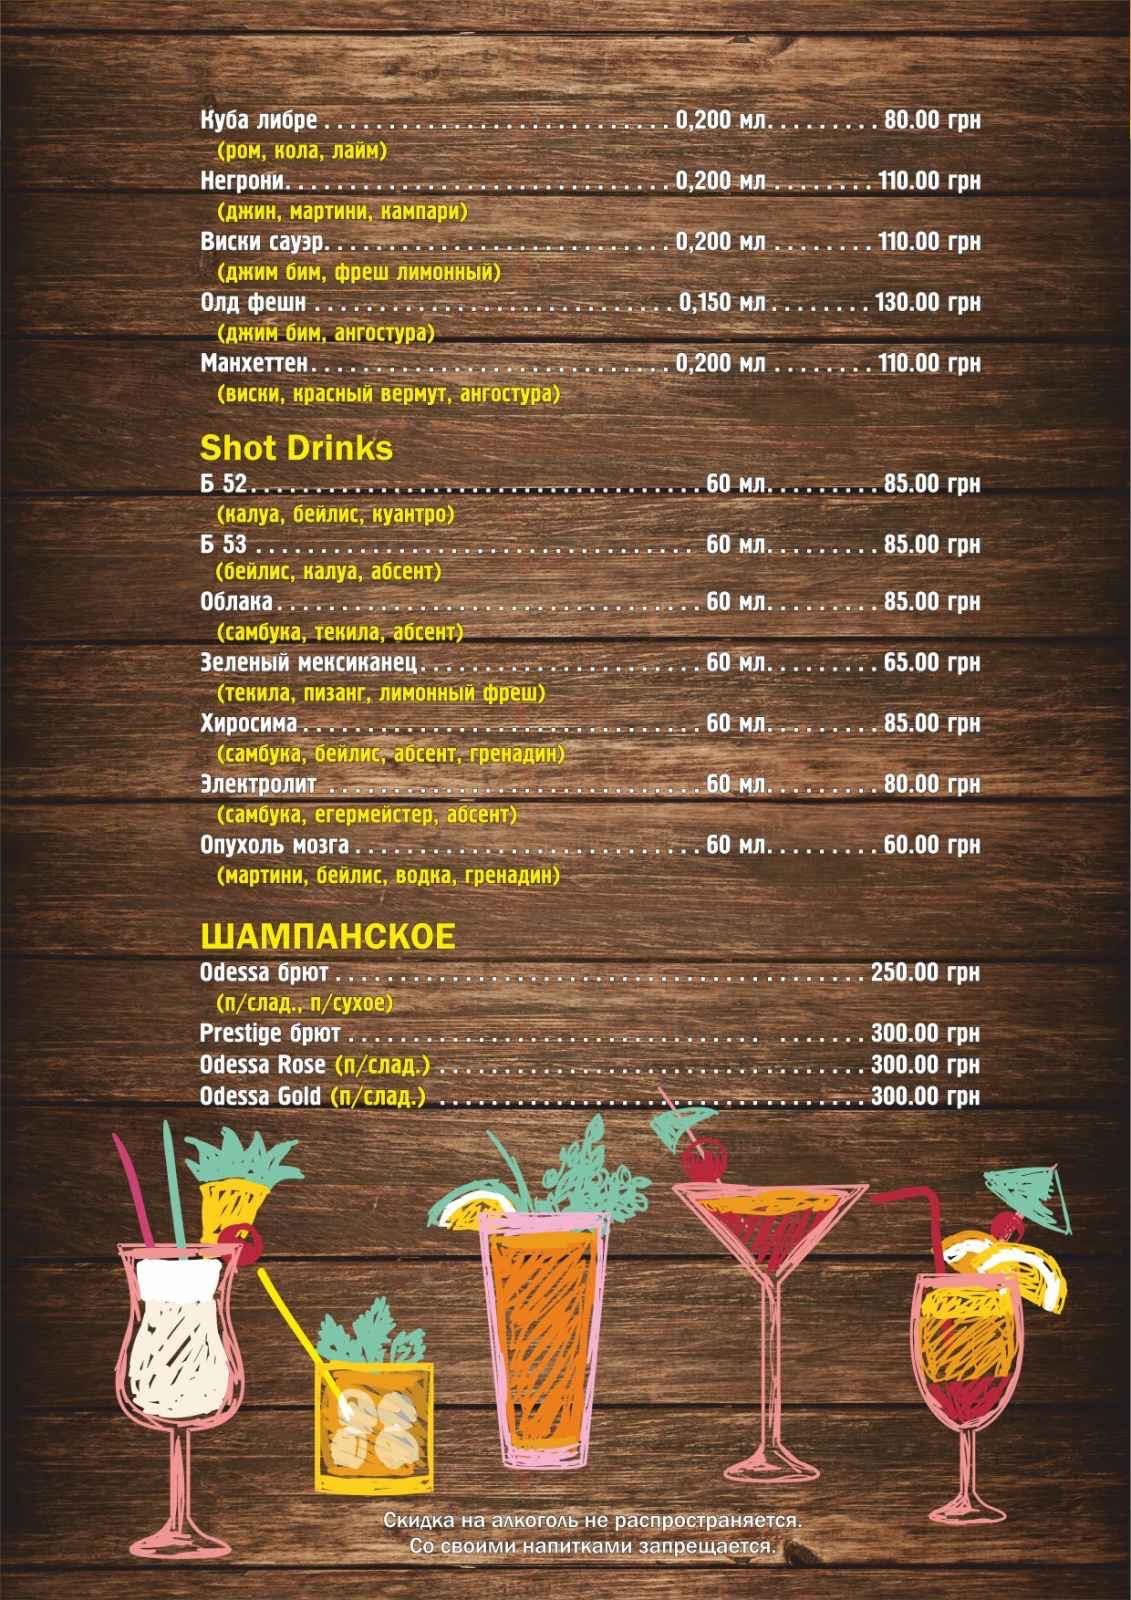 Куба либре 0,200 мл. 80.00 грн
(ром, кола, лайм)
Негрони 0,200 мл 110.00 грн
(джин, мартини, кампари)
Виски сауэр 0,200 мл 110.00 грн
(джим бим, фреш лимонный)
Олд фешн 0,150 мл 130.00 грн
(джим бим, ангостура)
Манхеттен 0,200 мл 110.00 грн
(виски, красный вермут, ангостура)
Shot Drinks
Б 52 60 мл. 85.00 грн
(калуа, бейлис, куантро)
Б 53 60 мл. 85.00 грн
(бейлис, калуа, абсент)
Облака 60 мл. 85.00 грн
(самбука, текила, абсент)
Зеленый мексиканец 60 мл. 65.00 грн
(текила, пизанг, лимонный фреш)
Хиросима 60 мл. 85.00 грн
(самбука, бейлис, абсент, гренадин)
Электролит 60 мл. 80.00 грн
(самбука, егермейстер, абсент)
Опухоль мозга 60 мл. 60.00 грн
(мартини, бейлис, водка, гренадин)
ШАМПАНСКОЕ
Odessa брют 250.00 грн
(п/слад., п/сухое)
Prestige брют 300.00 грн
Odessa Rose (п/слад.) 300.00 грн
Odessa Gold (п/слад.) 300.00 грн
Скидка на алкоголь не распространяется.
Со своими напитками запрещается.